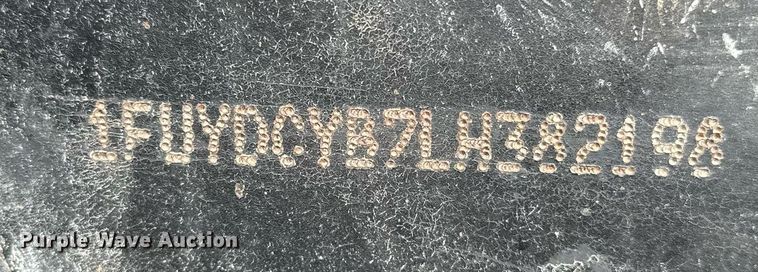 1FUYDCYB7LH382198
Purple Wave Auction